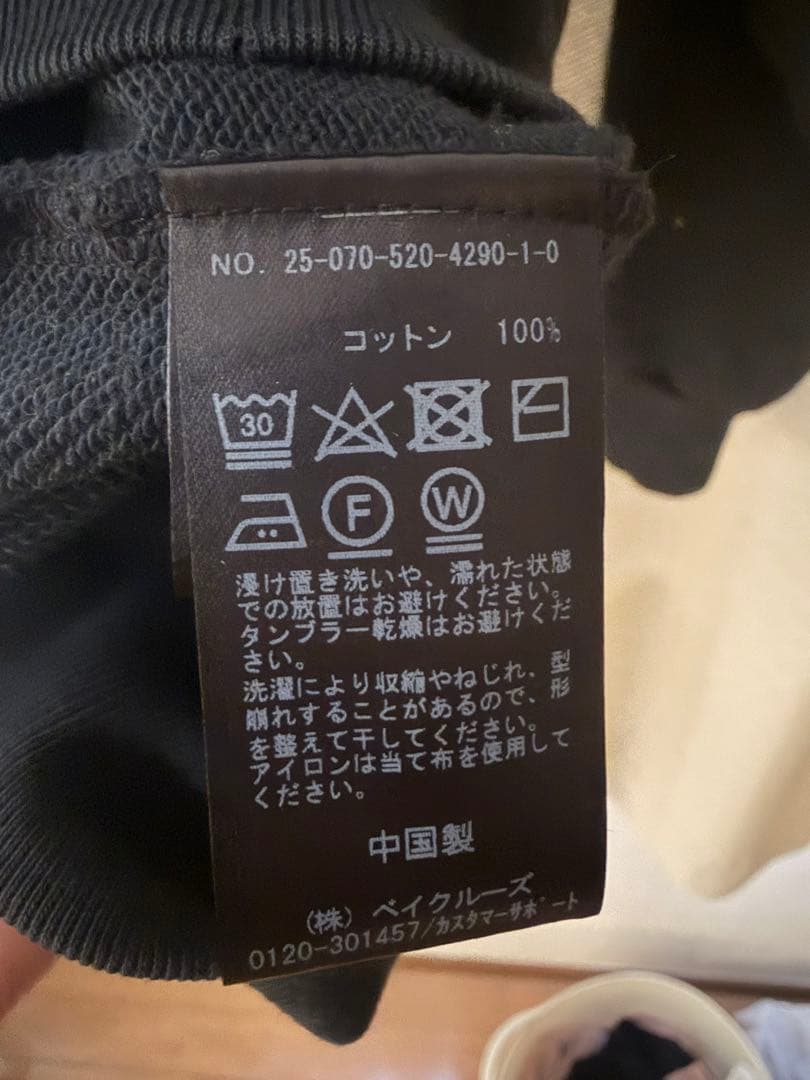 NO. 25-070-520-4290-1-0
コットン 100%
30
F W
浸け置き洗いや、濡れた状態
での放置はお避けください。
タンブラー乾燥はお避けくだ
さい。
洗濯により収縮やねじれ、型
崩れすることがあるので、形
を整えて干してください。
アイロンは当て布を使用して
ください。
中国製
(株) ベイクルーズ
0120-301457/カスタマーサポート